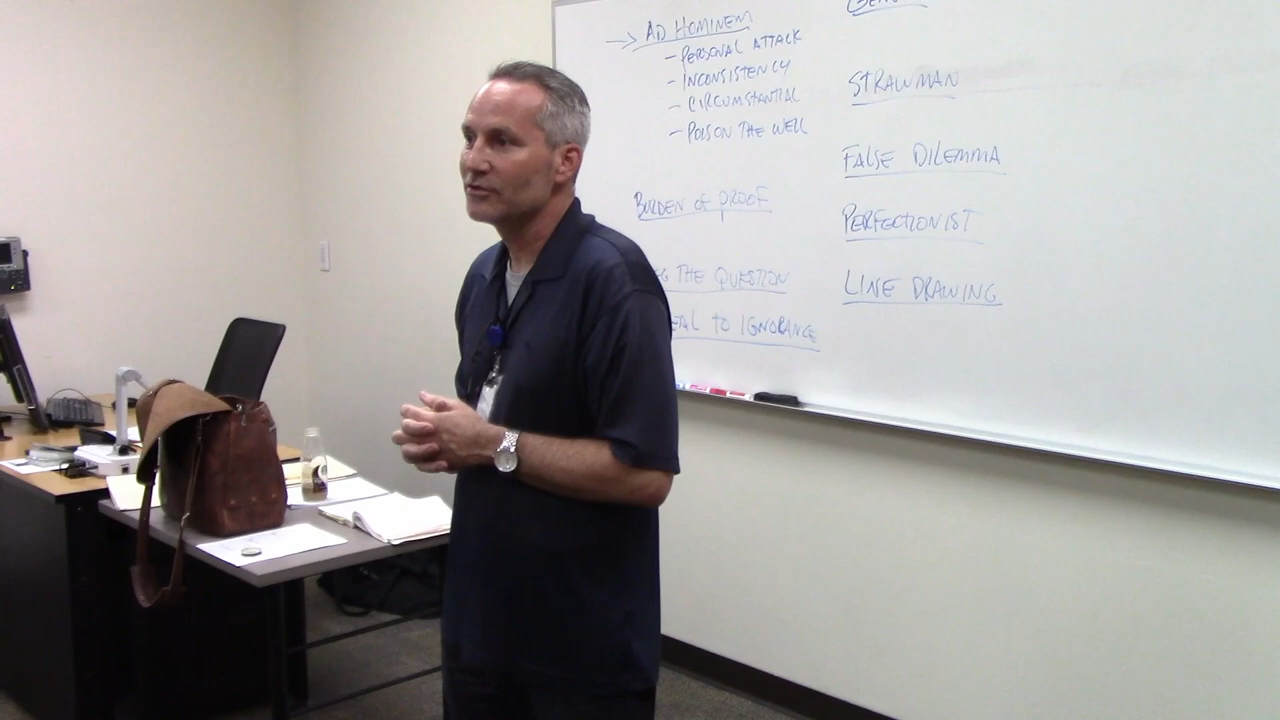 AD HOMINEM
- PERSONAL ATTACK
- INCONSISTENCY
- CIRCUMSTANTIAL
- POISON THE WELL
BURDEN OF PROOF
THE QUESTION
TO IGNORANCE
STRAWMAN
FALSE DILEMMA
PERFECTIONIST
LINE DRAWING